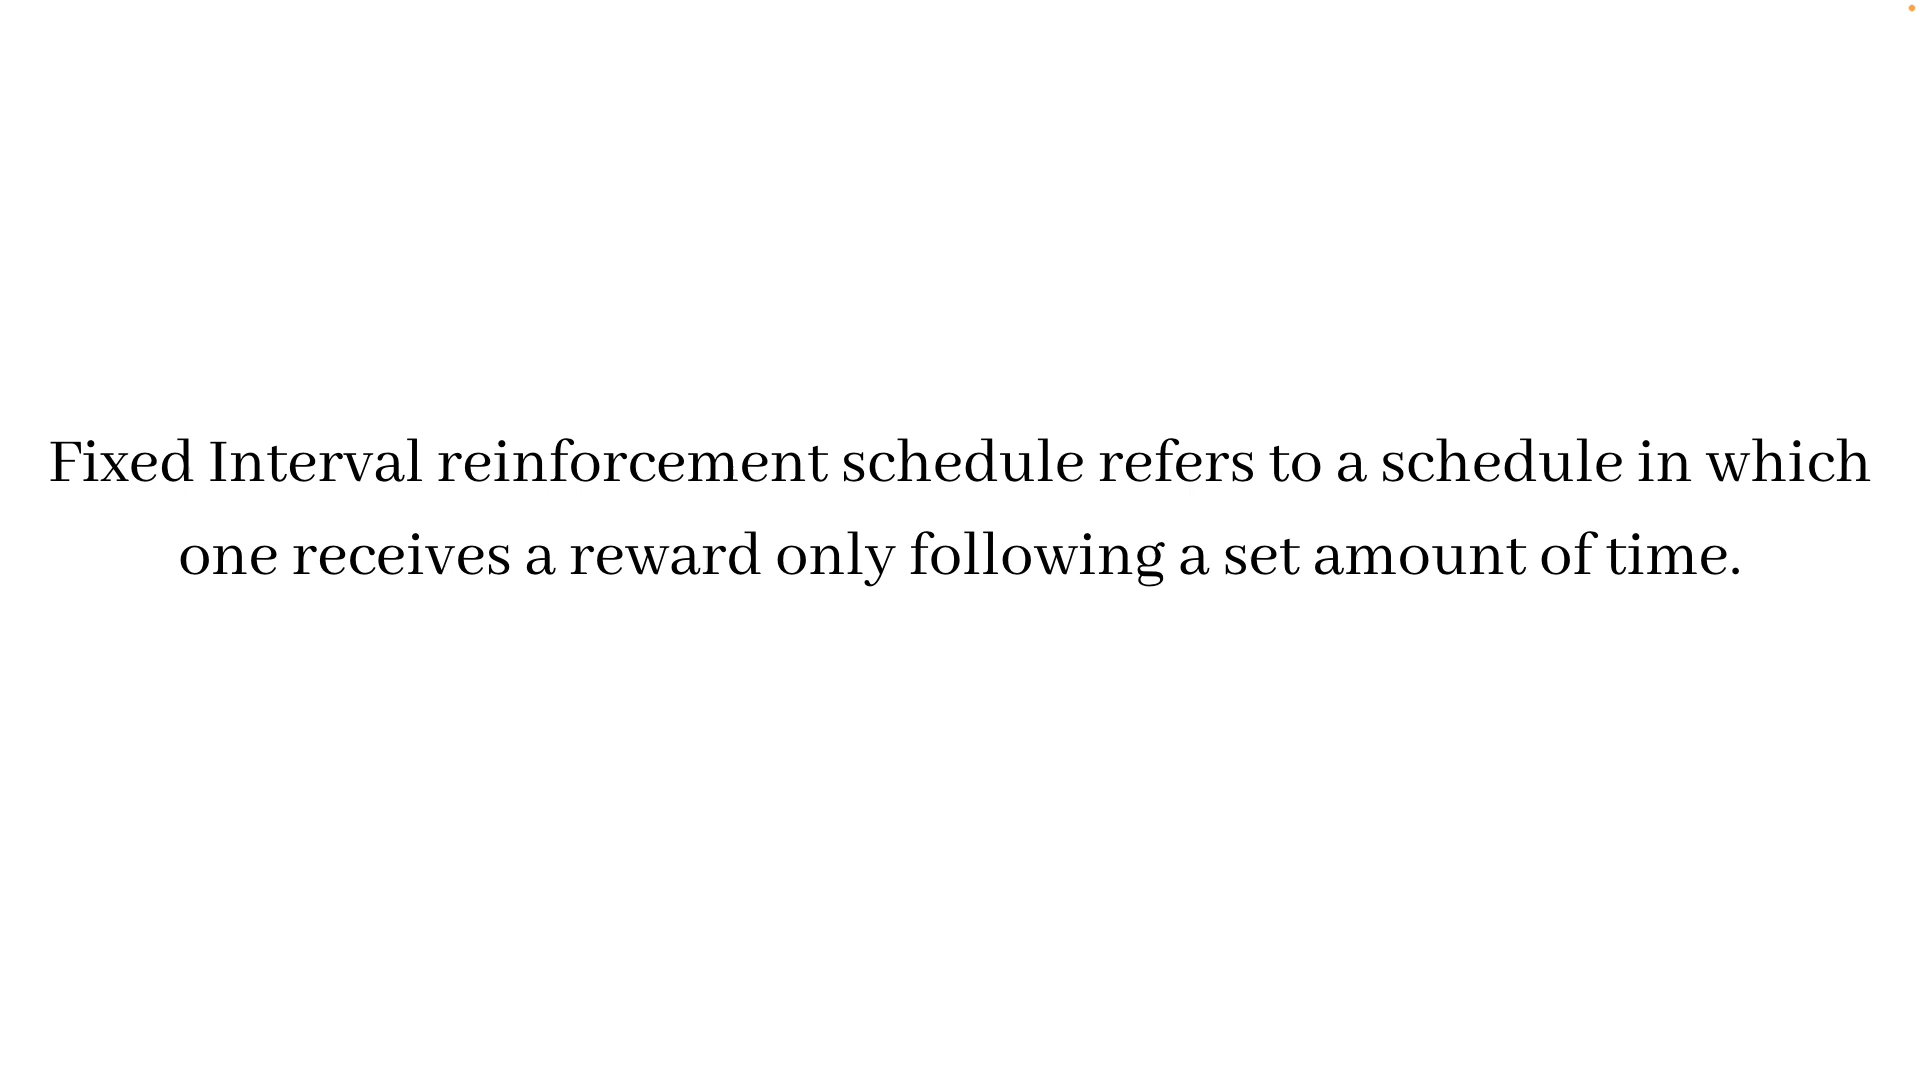 Fixed Interval reinforcement schedule refers to a schedule in which
one receives a reward only following a set amount of time.